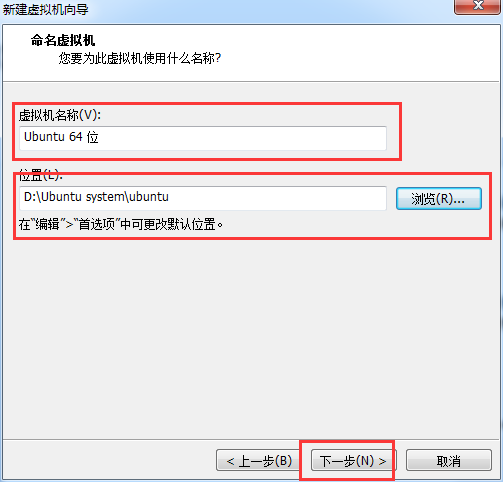 新建虚拟机向导
命名虚拟机
您要为此虚拟机使用什么名称?
虚拟机名称(V):
Ubuntu 64 位
位置(L):
D:\Ubuntu system\ubuntu
浏览(R)...
在“编辑”>“首选项”中可更改默认位置。
< 上一步(B)
下一步(N) >
取消